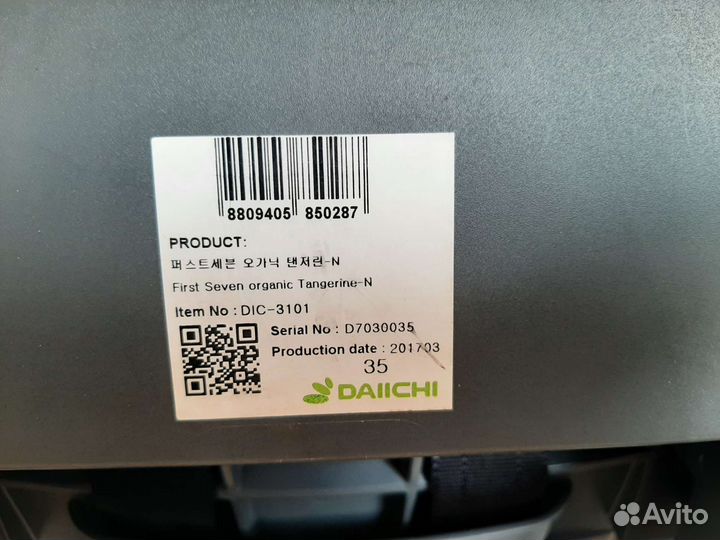 8809405 850287
PRODUCT:
퍼스트세븐 오가닉 탠저린-N
First Seven organic Tangerine-N
Item No : DIC-3101
Serial No : D7030035
Production date : 201703
35
DAIICHI
Avito